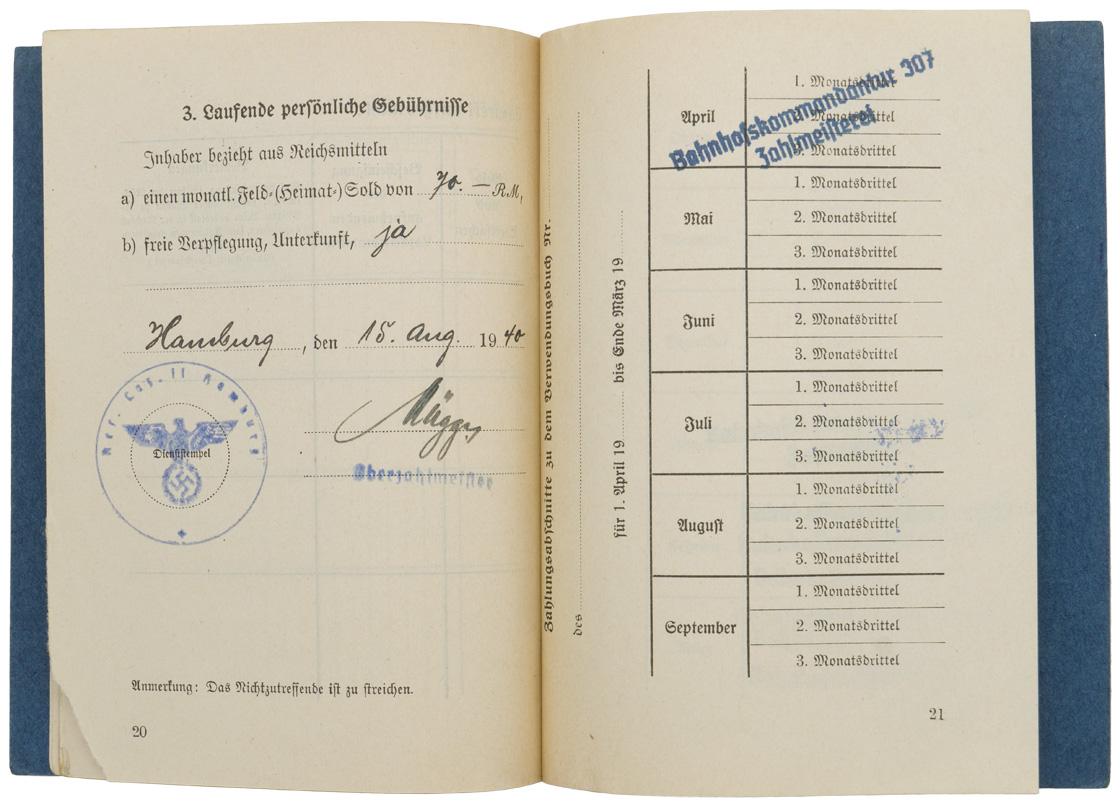 3. Laufende persönliche Gebührnisse
Inhaber bezieht aus Reichsmitteln
a) einen monatl. Feld-(Heimat-)Sold von 70.— RM,
b) freie Verpflegung, Unterkunft, ja
Hamburg, den 15. Aug. 1940
Res. Laz. II Hamburg
Dienststempel
Oberzahlmeister
Anmerkung: Das Nichtzutreffende ist zu streichen.
20
Zahlungsabschnitte zu dem Verwendungsbuch Nr.
des
für 1. April 19 bis Ende März 19
Bahnhofskommandantur 307
Zahlmeisterei
April
1. Monatsdrittel
2. Monatsdrittel
3. Monatsdrittel
Mai
1. Monatsdrittel
2. Monatsdrittel
3. Monatsdrittel
Juni
1. Monatsdrittel
2. Monatsdrittel
3. Monatsdrittel
Juli
1. Monatsdrittel
2. Monatsdrittel
3. Monatsdrittel
August
1. Monatsdrittel
2. Monatsdrittel
3. Monatsdrittel
September
1. Monatsdrittel
2. Monatsdrittel
3. Monatsdrittel
21